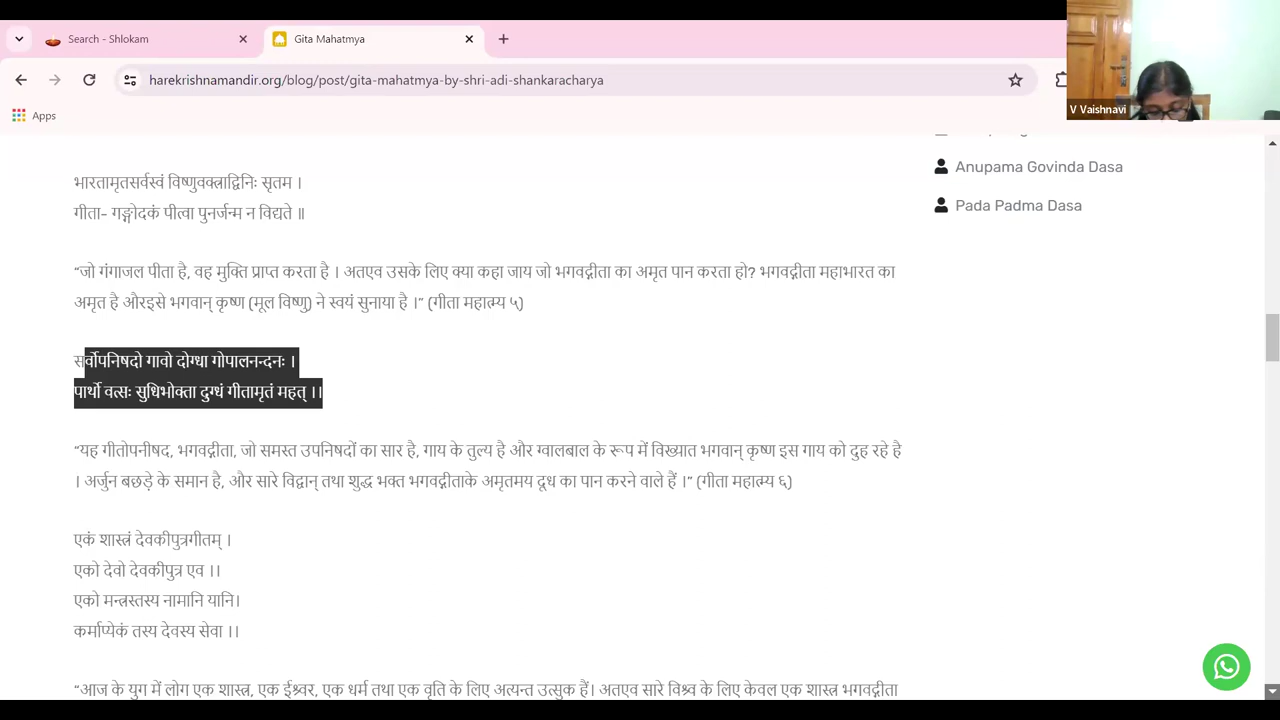 Search - Shlokam
Gita Mahatmya
harekrishnamandir.org/blog/post/gita-mahatmya-by-shri-adi-shankaracharya
Apps
V Vaishnavi
Anupama Govinda Dasa
Pada Padma Dasa
भारतामृतसर्वस्वं विष्णुवक्त्राद्विनिः सृतम ।
गीता- गङ्गोदकं पीत्वा पुनर्जन्म न विद्यते ॥
“जो गंगाजल पीता है, वह मुक्ति प्राप्त करता है । अतएव उसके लिए क्या कहा जाय जो भगवद्गीता का अमृत पान करता हो? भगवद्गीता महाभारत का
अमृत है औरइसे भगवान् कृष्ण (मूल विष्णु) ने स्वयं सुनाया है ।” (गीता महात्म्य ५)
सर्वोपनिषदो गावो दोग्धा गोपालनन्दनः ।
पार्थो वत्सः सुधिभोक्ता दुग्धं गीतामृतं महत् ।।
“यह गीतोपनीषद, भगवद्गीता, जो समस्त उपनिषदों का सार है, गाय के तुल्य है और ग्वालबाल के रूप में विख्यात भगवान् कृष्ण इस गाय को दुह रहे है
। अर्जुन बछड़े के समान है, और सारे विद्वान् तथा शुद्ध भक्त भगवद्गीताके अमृतमय दूध का पान करने वाले हैं ।” (गीता महात्म्य ६)
एकं शास्त्रं देवकीपुत्रगीतम् ।
एको देवो देवकीपुत्र एव ।।
एको मन्त्रस्तस्य नामानि यानि।
कर्माप्येकं तस्य देवस्य सेवा ।।
“आज के युग में लोग एक शास्त्र, एक ईश्र्वर, एक धर्म तथा एक वृति के लिए अत्यन्त उत्सुक हैं। अतएव सारे विश्र्व के लिए केवल एक शास्त्र भगवद्गीता